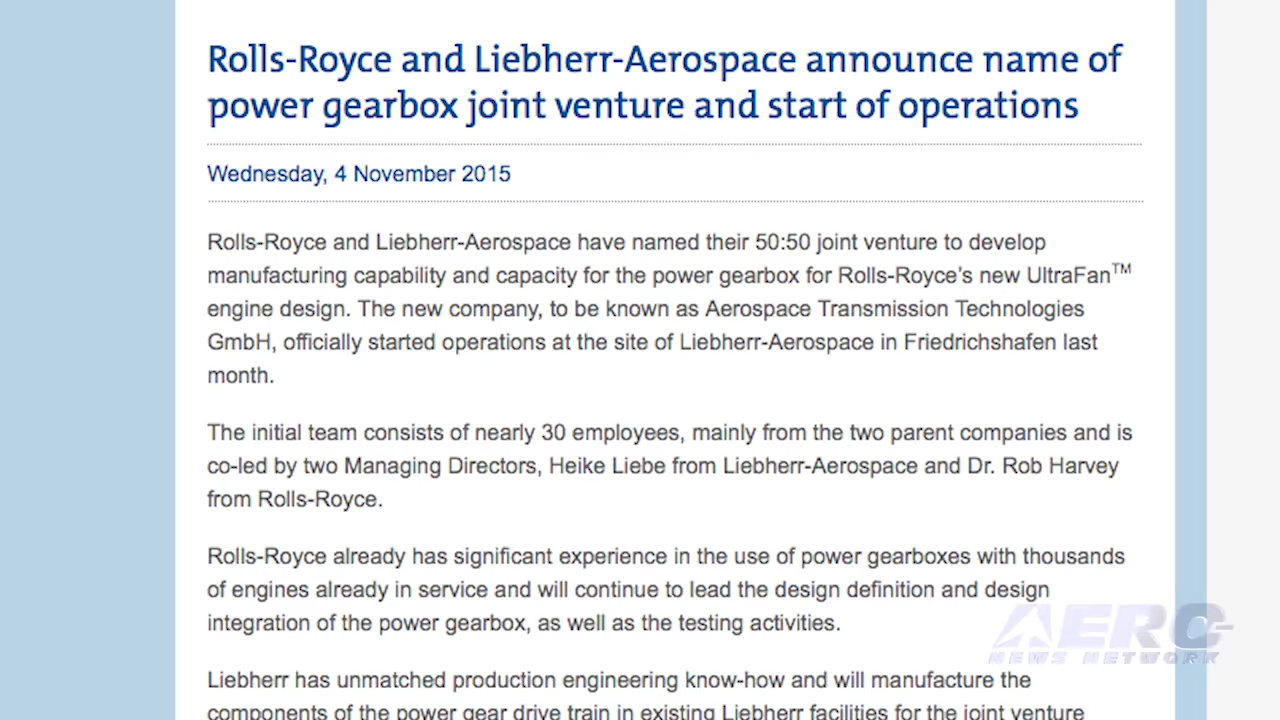 Rolls-Royce and Liebherr-Aerospace announce name of
power gearbox joint venture and start of operations
Wednesday, 4 November 2015
Rolls-Royce and Liebherr-Aerospace have named their 50:50 joint venture to develop
manufacturing capability and capacity for the power gearbox for Rolls-Royce's new UltraFan™
engine design. The new company, to be known as Aerospace Transmission Technologies
GmbH, officially started operations at the site of Liebherr-Aerospace in Friedrichshafen last
month.
The initial team consists of nearly 30 employees, mainly from the two parent companies and is
co-led by two Managing Directors, Heike Liebe from Liebherr-Aerospace and Dr. Rob Harvey
from Rolls-Royce.
Rolls-Royce already has significant experience in the use of power gearboxes with thousands
of engines already in service and will continue to lead the design definition and design
integration of the power gearbox, as well as the testing activities.
AERO
NEWS NETWORK
Liebherr has unmatched production engineering know-how and will manufacture the
components of the power gear drive train in existing Liebherr facilities for the joint venture